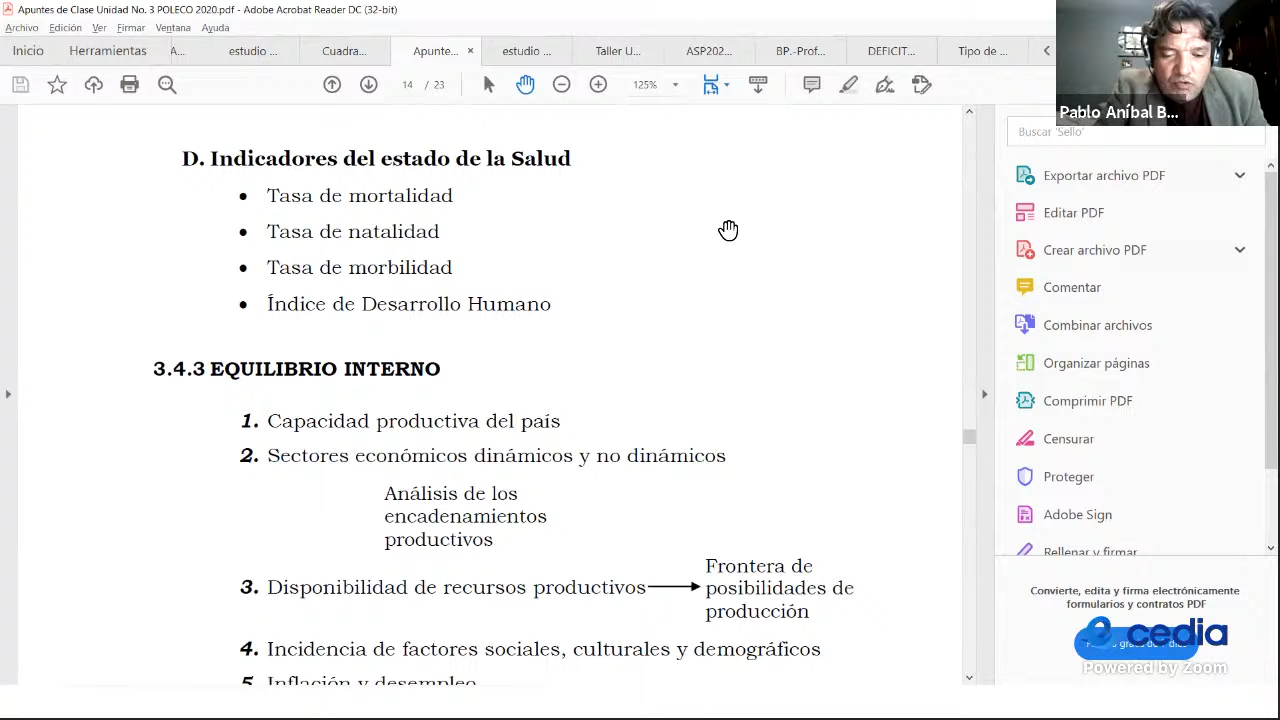 Apuntes de Clase Unidad No. 3 POLECO 2020.pdf - Adobe Acrobat Reader DC (32-bit)
Archivo Edición Ver Firmar Ventana Ayuda
Inicio Herramientas A... estudio ... Cuadra... Apunte... × estudio ... Taller U... ASP202... BP.-Prof... DEFICIT... Tipo de ...
14 / 23 125%
Pablo Aníbal B...
Buscar 'Sello'
D. Indicadores del estado de la Salud
• Tasa de mortalidad
• Tasa de natalidad
• Tasa de morbilidad
• Índice de Desarrollo Humano
3.4.3 EQUILIBRIO INTERNO
1. Capacidad productiva del país
2. Sectores económicos dinámicos y no dinámicos
Análisis de los
encadenamientos
productivos
3. Disponibilidad de recursos productivos
Frontera de
posibilidades de
producción
4. Incidencia de factores sociales, culturales y demográficos
5. Inflación y desempleo
Exportar archivo PDF
Editar PDF
Crear archivo PDF
Comentar
Combinar archivos
Organizar páginas
Comprimir PDF
Censurar
Proteger
Adobe Sign
Rellenar y firmar
Convierte, edita y firma electrónicamente
formularios y contratos PDF
cedia
Powered by Zoom